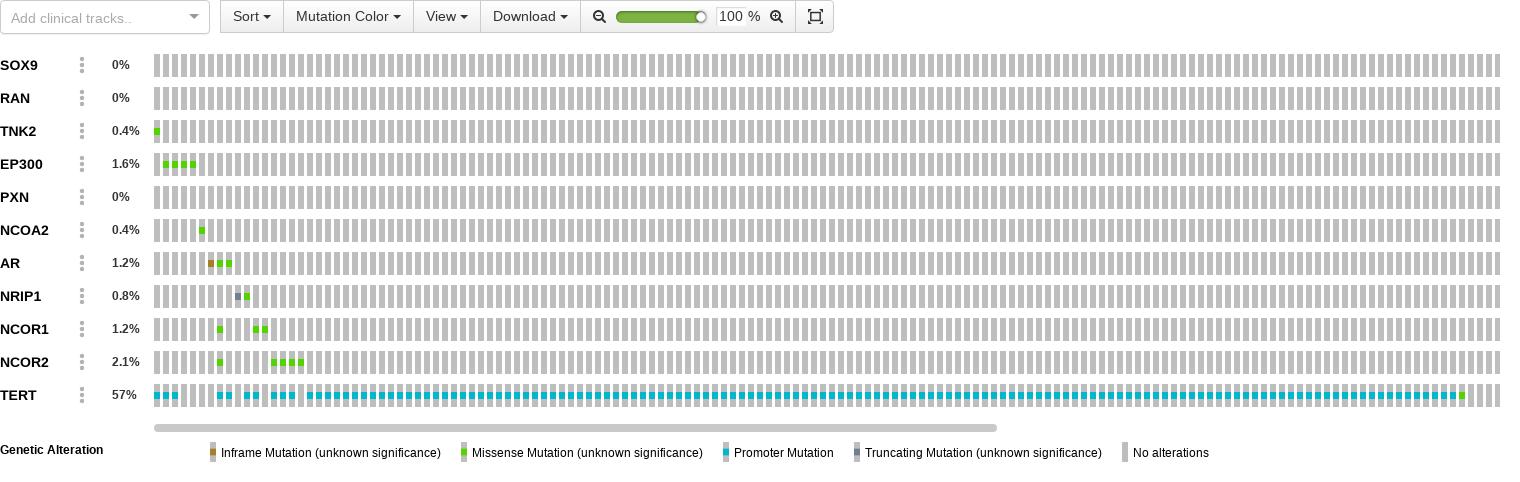 Add clinical tracks.. Sort Mutation Color View Download 100 %
SOX9 0%
RAN 0%
TNK2 0.4%
EP300 1.6%
PXN 0%
NCOA2 0.4%
AR 1.2%
NRIP1 0.8%
NCOR1 1.2%
NCOR2 2.1%
TERT 57%
Genetic Alteration Inframe Mutation (unknown significance) Missense Mutation (unknown significance) Promoter Mutation Truncating Mutation (unknown significance) No alterations